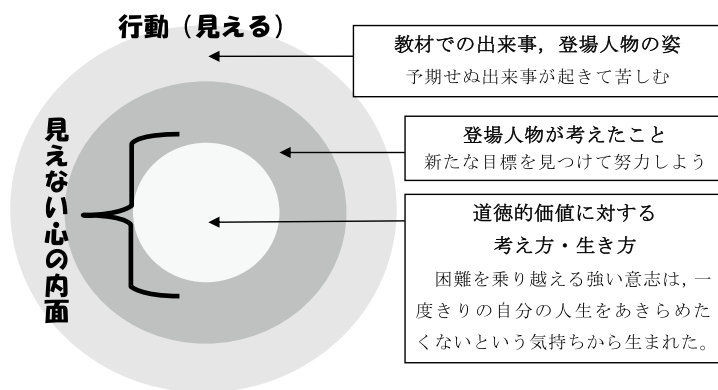 行動（見える）
教材での出来事，登場人物の姿
予期せぬ出来事が起きて苦しむ
見えない心の内面
登場人物が考えたこと
新たな目標を見つけて努力しよう
道徳的価値に対する
考え方・生き方
困難を乗り越える強い意志は，一
度きりの自分の人生をあきらめた
くないという気持ちから生まれた。